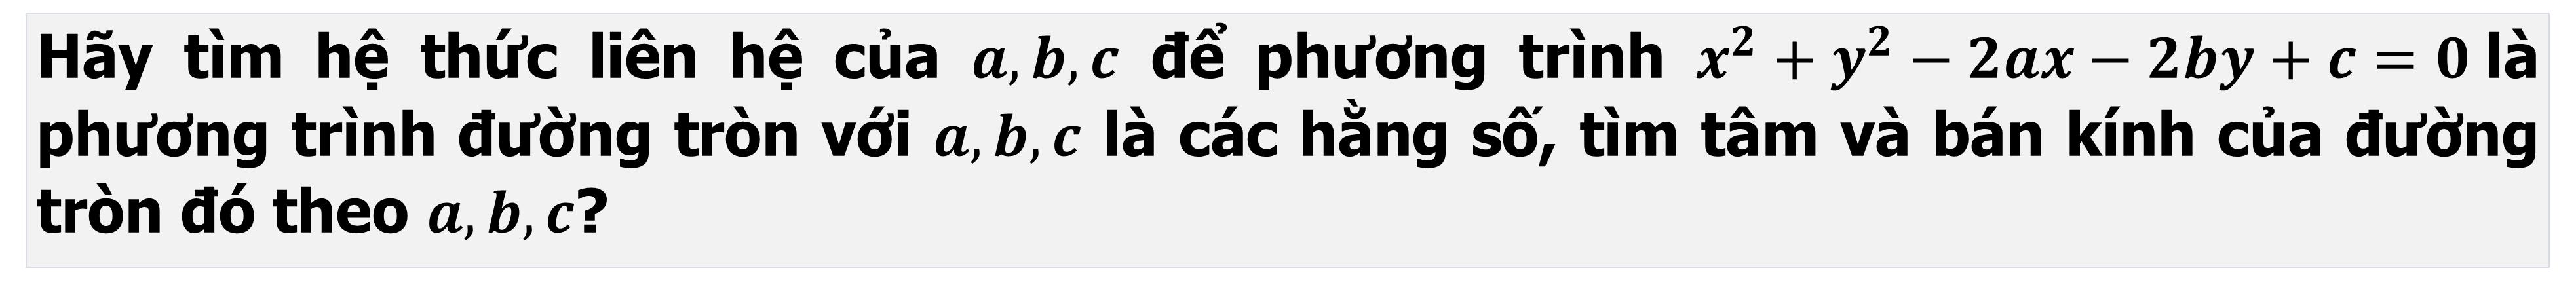 Hãy tìm hệ thức liên hệ của a, b, c để phương trình x² + y² − 2ax − 2by + c = 0 là
phương trình đường tròn với a, b, c là các hằng số, tìm tâm và bán kính của đường
tròn đó theo a, b, c?